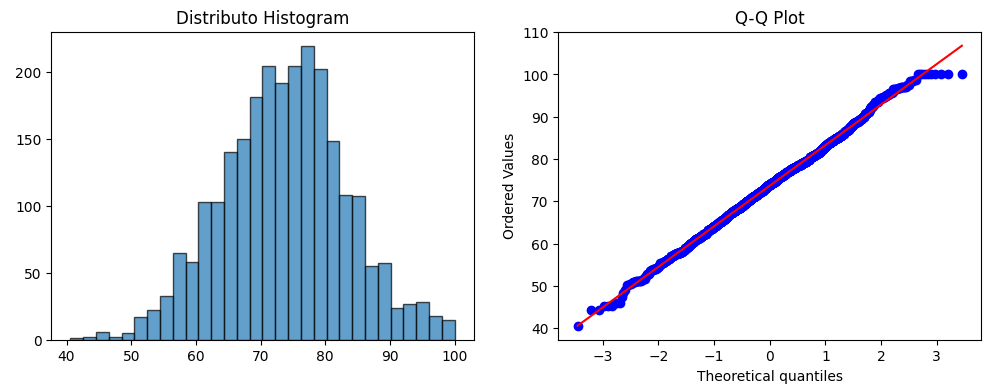 Distributo Histogram
200
150
100
50
0
40 50 60 70 80 90 100
Q-Q Plot
110
100
90
80
70
60
50
40
Ordered Values
−3 −2 −1 0 1 2 3
Theoretical quantiles